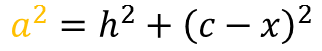 a² = h² + (c − x)²